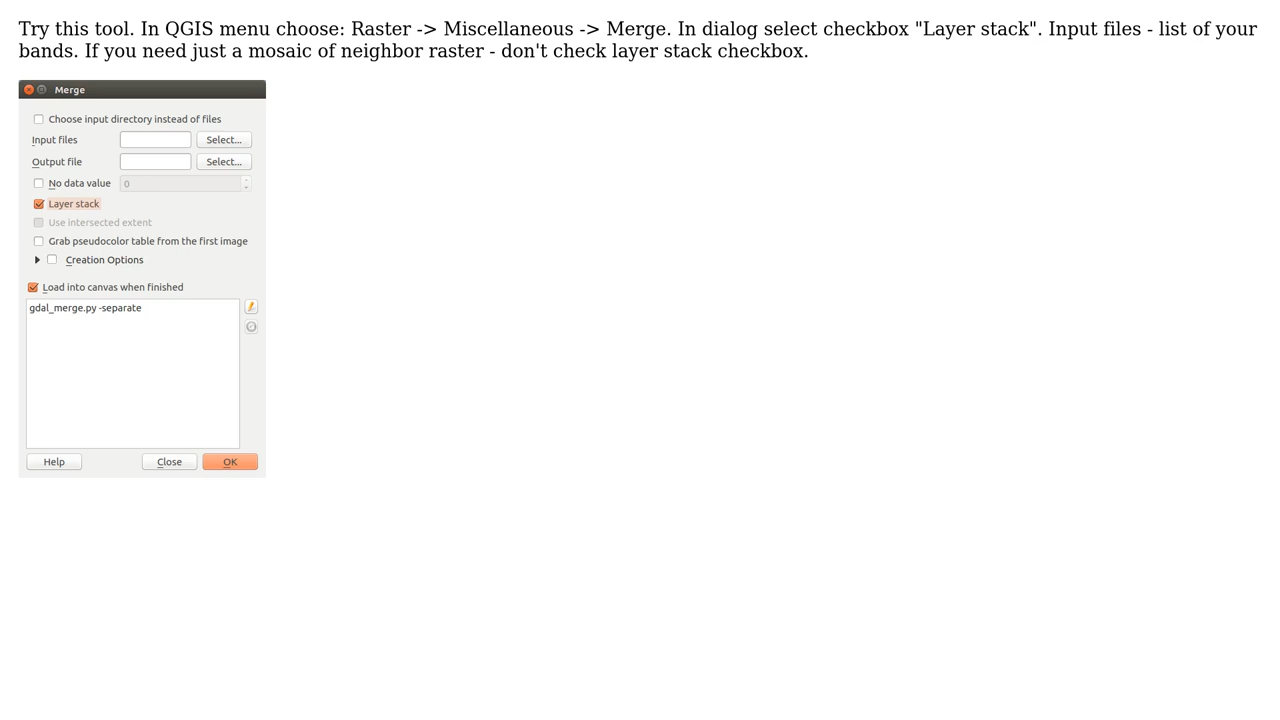 Try this tool. In QGIS menu choose: Raster -> Miscellaneous -> Merge. In dialog select checkbox "Layer stack". Input files - list of your
bands. If you need just a mosaic of neighbor raster - don't check layer stack checkbox.
Merge
Choose input directory instead of files
Input files Select...
Output file Select...
No data value 0
Layer stack
Use intersected extent
Grab pseudocolor table from the first image
Creation Options
Load into canvas when finished
gdal_merge.py -separate
Help Close OK